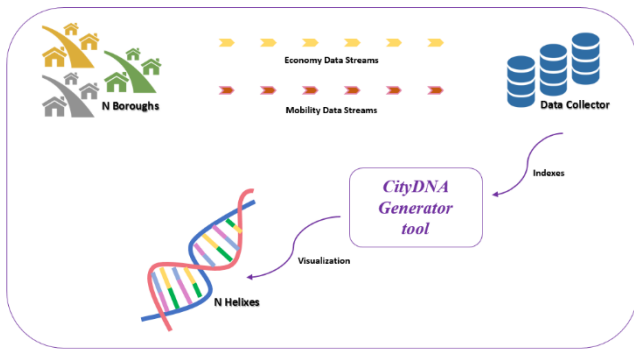 Economy Data Streams
N Boroughs
Mobility Data Streams
Data Collector
Indexes
CityDNA
Generator
tool
Visualization
N Helixes